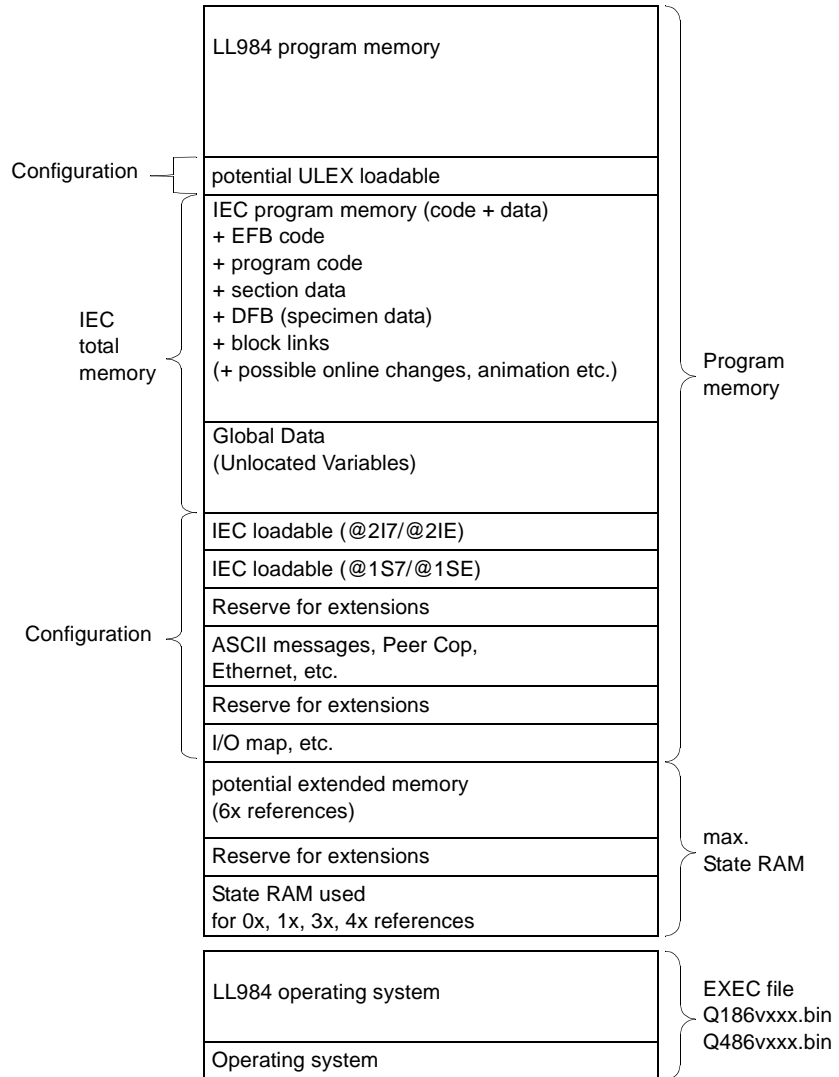 LL984 program memory
Configuration
potential ULEX loadable
IEC program memory (code + data)
+ EFB code
+ program code
+ section data
+ DFB (specimen data)
+ block links
(+ possible online changes, animation etc.)
IEC
total
memory
Program
memory
Global Data
(Unlocated Variables)
IEC loadable (@2I7/@2IE)
IEC loadable (@1S7/@1SE)
Reserve for extensions
Configuration
ASCII messages, Peer Cop,
Ethernet, etc.
Reserve for extensions
I/O map, etc.
potential extended memory
(6x references)
Reserve for extensions
max.
State RAM
State RAM used
for 0x, 1x, 3x, 4x references
LL984 operating system
EXEC file
Q186vxxx.bin
Q486vxxx.bin
Operating system